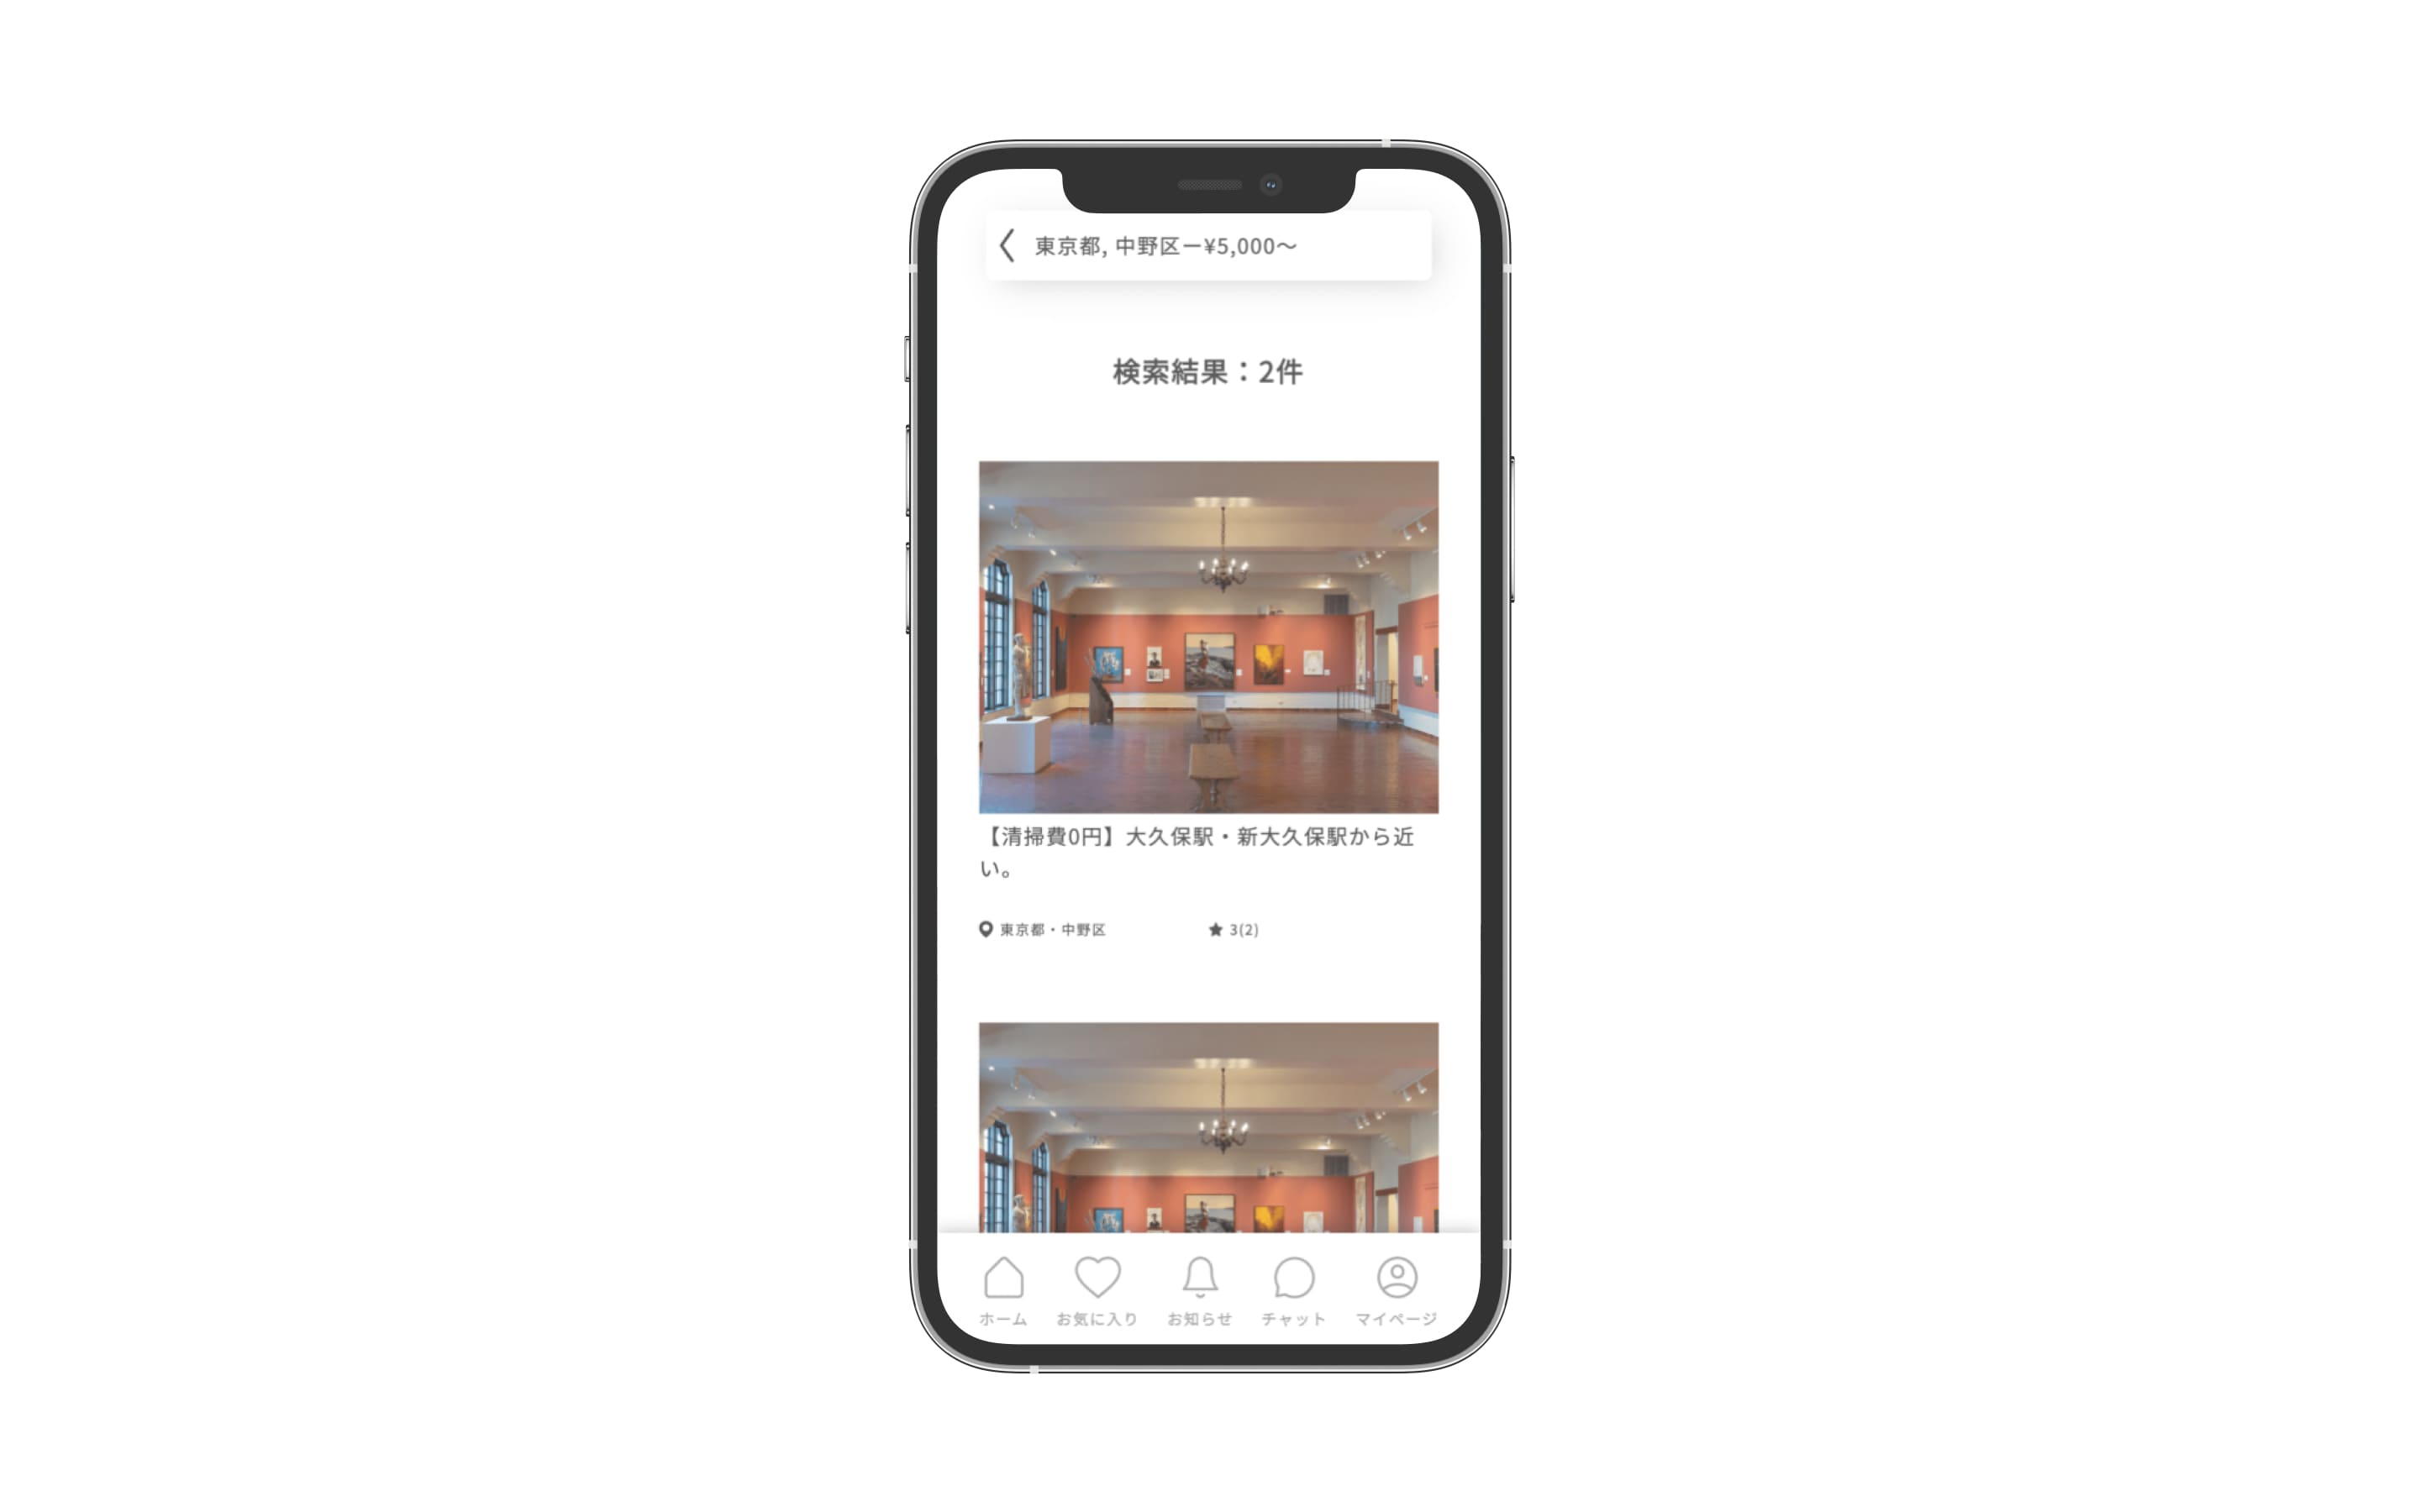 東京都, 中野区ー¥5,000〜
検索結果：2件
【清掃費0円】大久保駅・新大久保駅から近
い。
東京都・中野区
3(2)
ホーム
お気に入り
お知らせ
チャット
マイページ